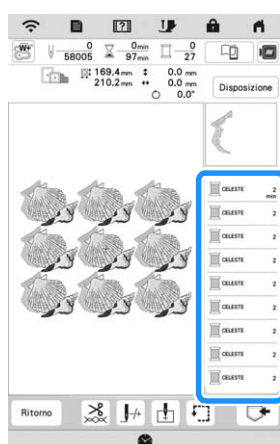 W+
0
58005
0min
97min
0
27
169.4mm
210.2mm
0.0 mm
0.0 mm
0.0°
Disposizione
CELESTE 2
min
CELESTE 2
CELESTE 2
CELESTE 2
CELESTE 2
CELESTE 2
CELESTE 2
CELESTE 2
CELESTE 2
Ritorno